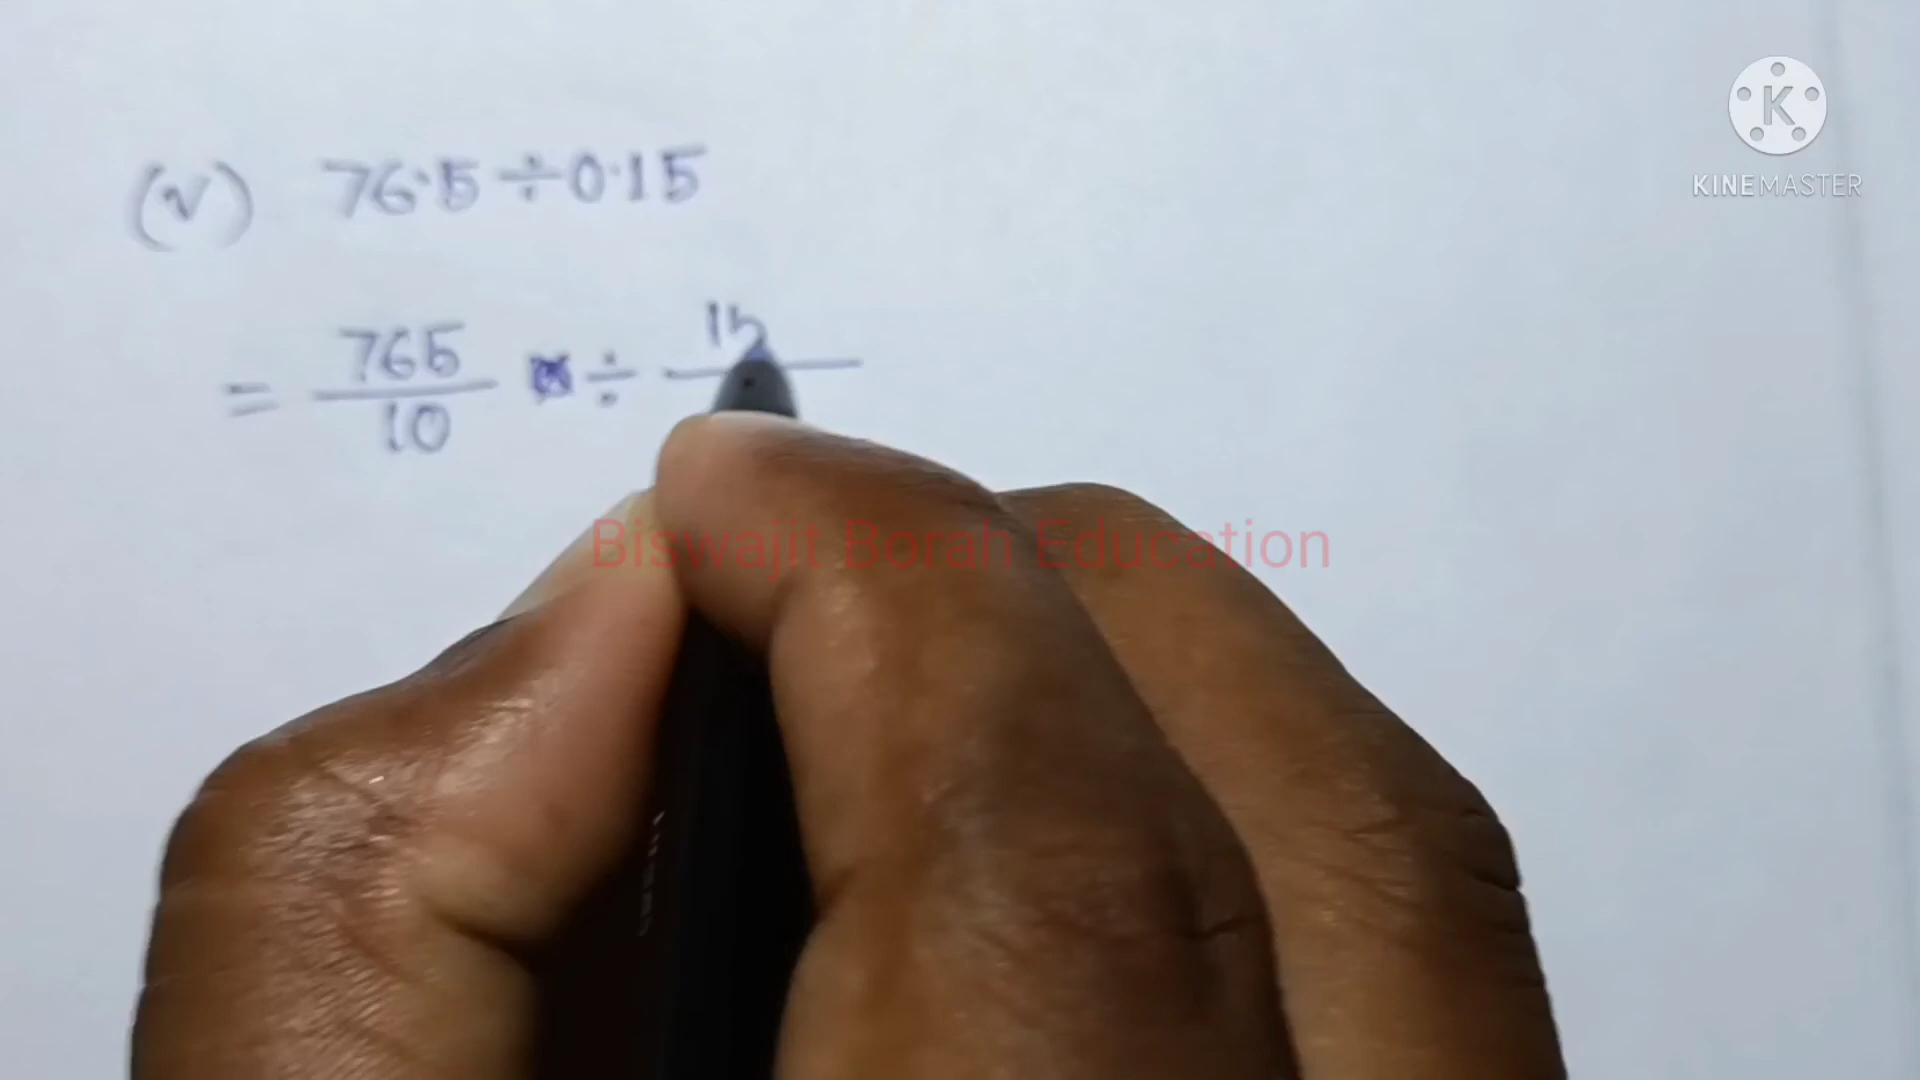 (v) 76.5 ÷ 0.15
= 765/10 ÷ 15
KINEMASTER
Biswajit Borah Education